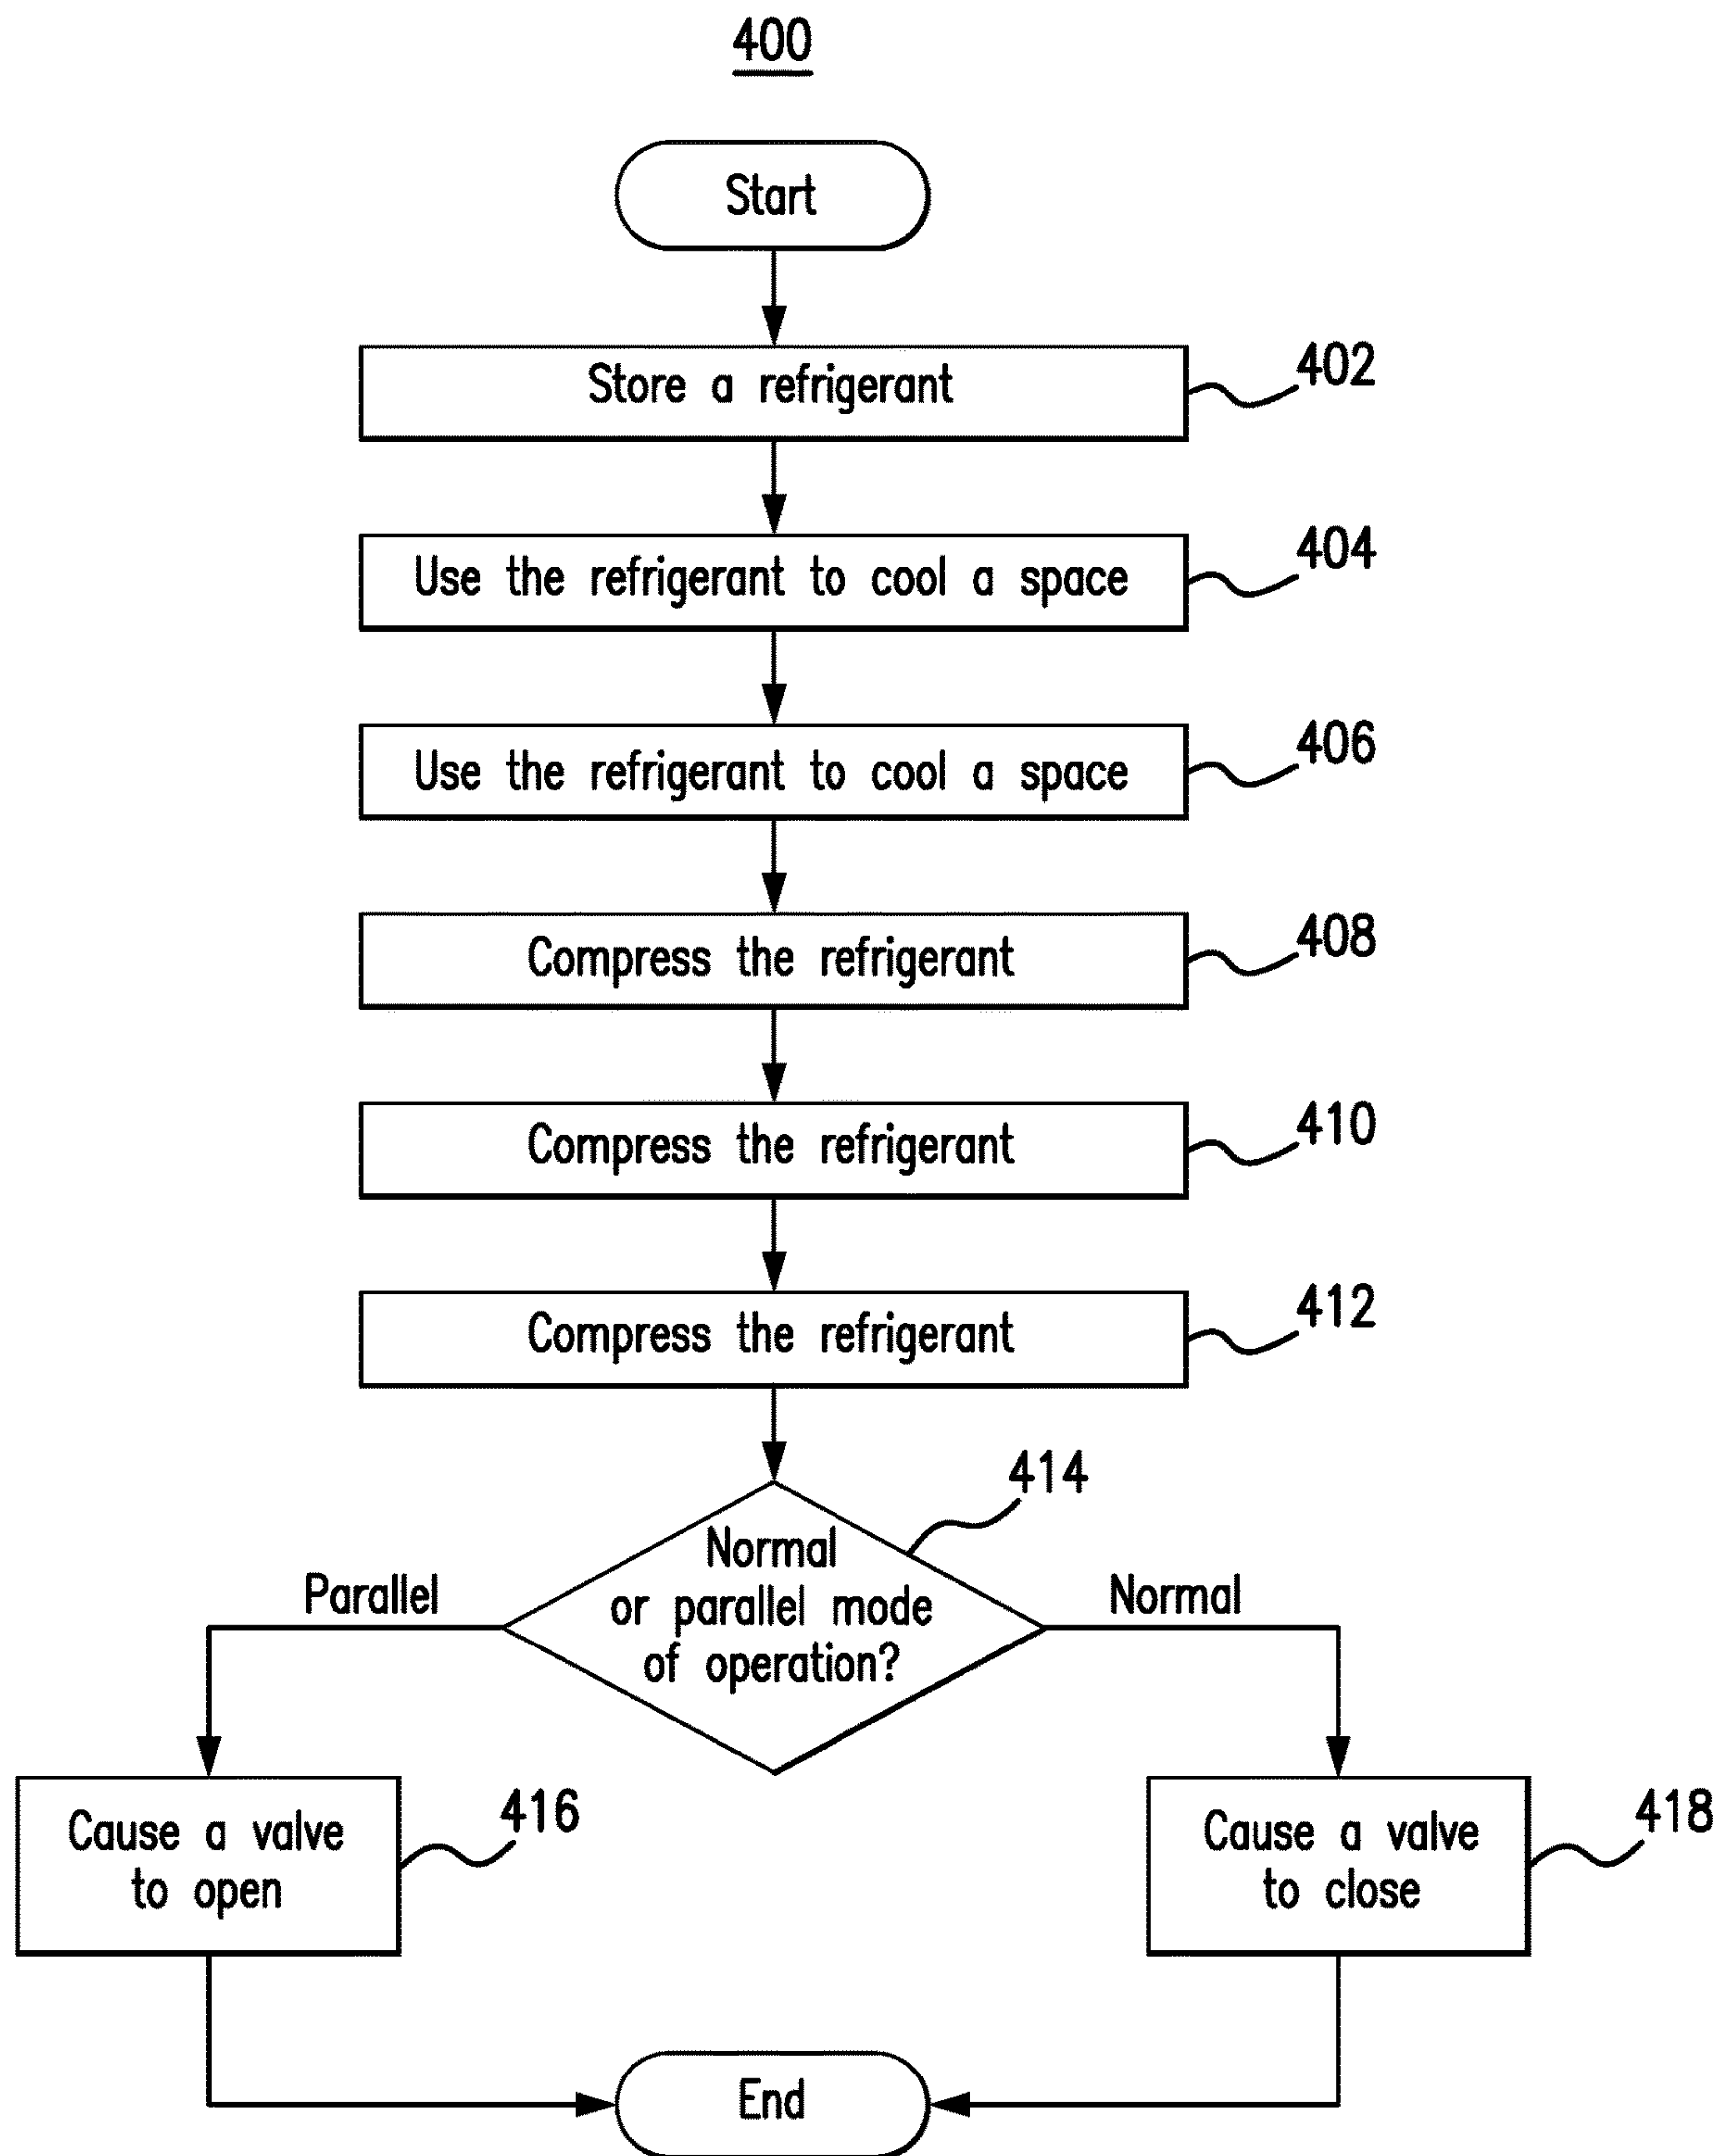 400
Start
Store a refrigerant
402
Use the refrigerant to cool a space
404
Use the refrigerant to cool a space
406
Compress the refrigerant
408
Compress the refrigerant
410
Compress the refrigerant
412
414
Normal
or parallel mode
of operation?
Parallel
Normal
Cause a valve
to open
416
Cause a valve
to close
418
End